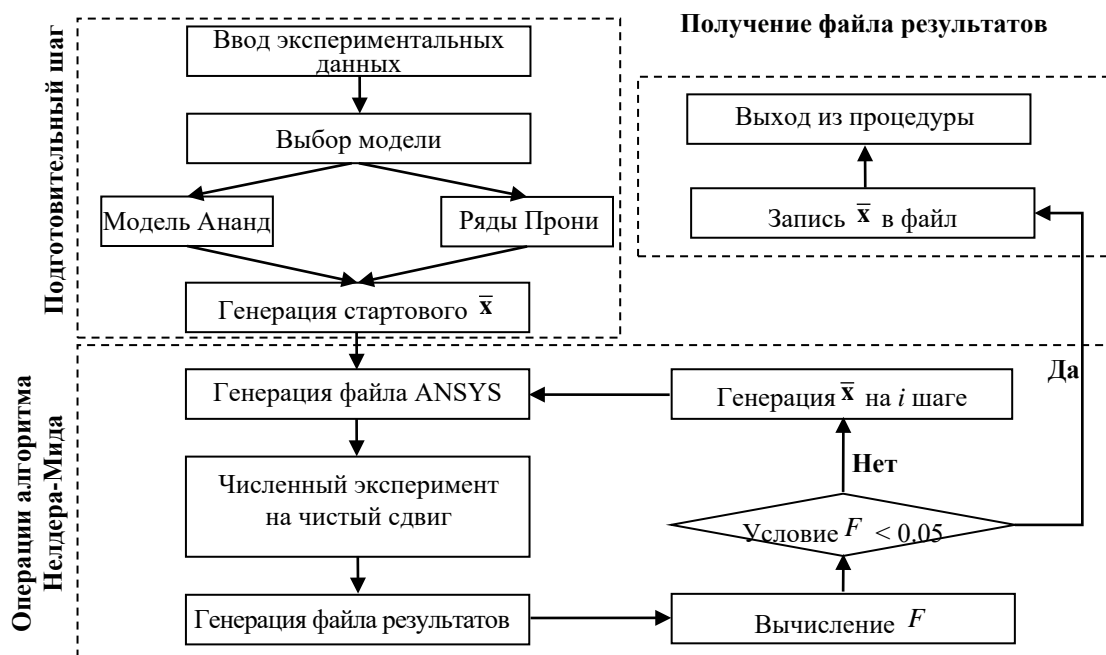 Подготовительный шаг
Ввод экспериментальных
данных
Выбор модели
Модель Ананд
Ряды Прони
Генерация стартового x̄
Получение файла результатов
Выход из процедуры
Запись x̄ в файл
Операции алгоритма
Нелдера-Мида
Генерация файла ANSYS
Численный эксперимент
на чистый сдвиг
Генерация файла результатов
Генерация x̄ на i шаге
Нет
Да
Условие F < 0.05
Вычисление F